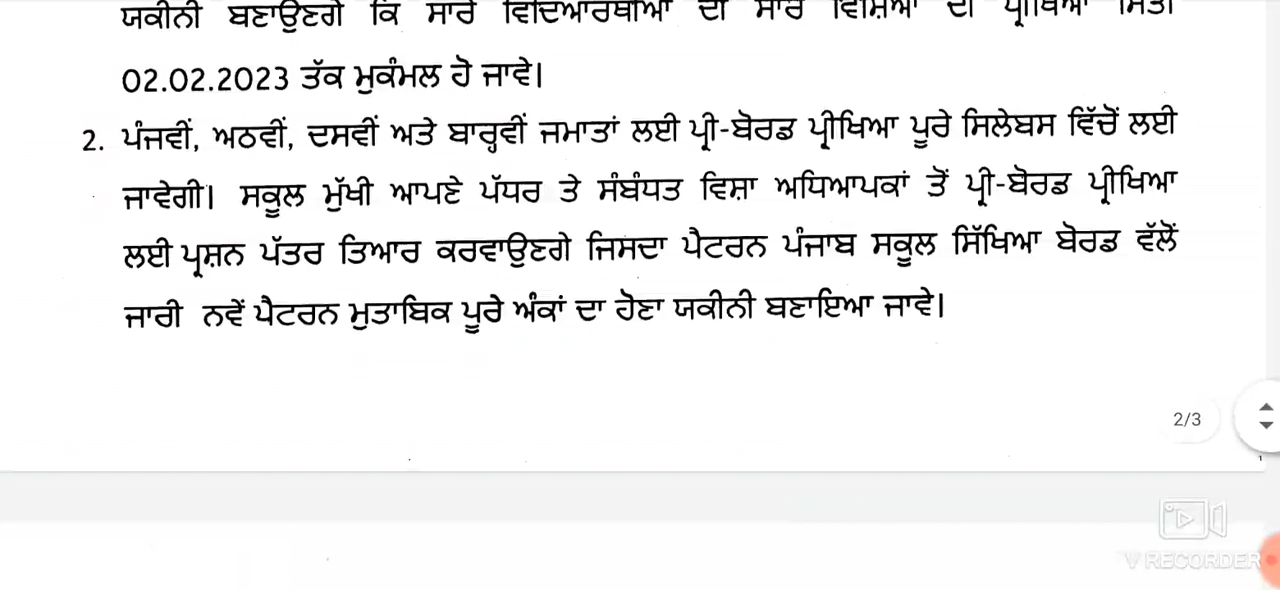 ਯਕੀਨੀ ਬਣਾਉਣਗੇ ਕਿ ਸਾਰੇ ਵਿਦਿਆਰਥੀਆਂ ਦੀ ਸਾਰੇ ਵਿਸ਼ਿਆਂ ਦੀ ਪ੍ਰੀਖਿਆ ਮਿਤੀ
02.02.2023 ਤੱਕ ਮੁਕੰਮਲ ਹੋ ਜਾਵੇ।
2. ਪੰਜਵੀਂ, ਅਠਵੀਂ, ਦਸਵੀਂ ਅਤੇ ਬਾਰ੍ਹਵੀਂ ਜਮਾਤਾਂ ਲਈ ਪ੍ਰੀ-ਬੋਰਡ ਪ੍ਰੀਖਿਆ ਪੂਰੇ ਸਿਲੇਬਸ ਵਿੱਚੋਂ ਲਈ
ਜਾਵੇਗੀ। ਸਕੂਲ ਮੁੱਖੀ ਆਪਣੇ ਪੱਧਰ ਤੇ ਸੰਬੰਧਤ ਵਿਸ਼ਾ ਅਧਿਆਪਕਾਂ ਤੋਂ ਪ੍ਰੀ-ਬੋਰਡ ਪ੍ਰੀਖਿਆ
ਲਈ ਪ੍ਰਸ਼ਨ ਪੱਤਰ ਤਿਆਰ ਕਰਵਾਉਣਗੇ ਜਿਸਦਾ ਪੈਟਰਨ ਪੰਜਾਬ ਸਕੂਲ ਸਿੱਖਿਆ ਬੋਰਡ ਵੱਲੋਂ
ਜਾਰੀ ਨਵੇਂ ਪੈਟਰਨ ਮੁਤਾਬਿਕ ਪੂਰੇ ਅੰਕਾਂ ਦਾ ਹੋਣਾ ਯਕੀਨੀ ਬਣਾਇਆ ਜਾਵੇ।
2/3
1
V RECORDER